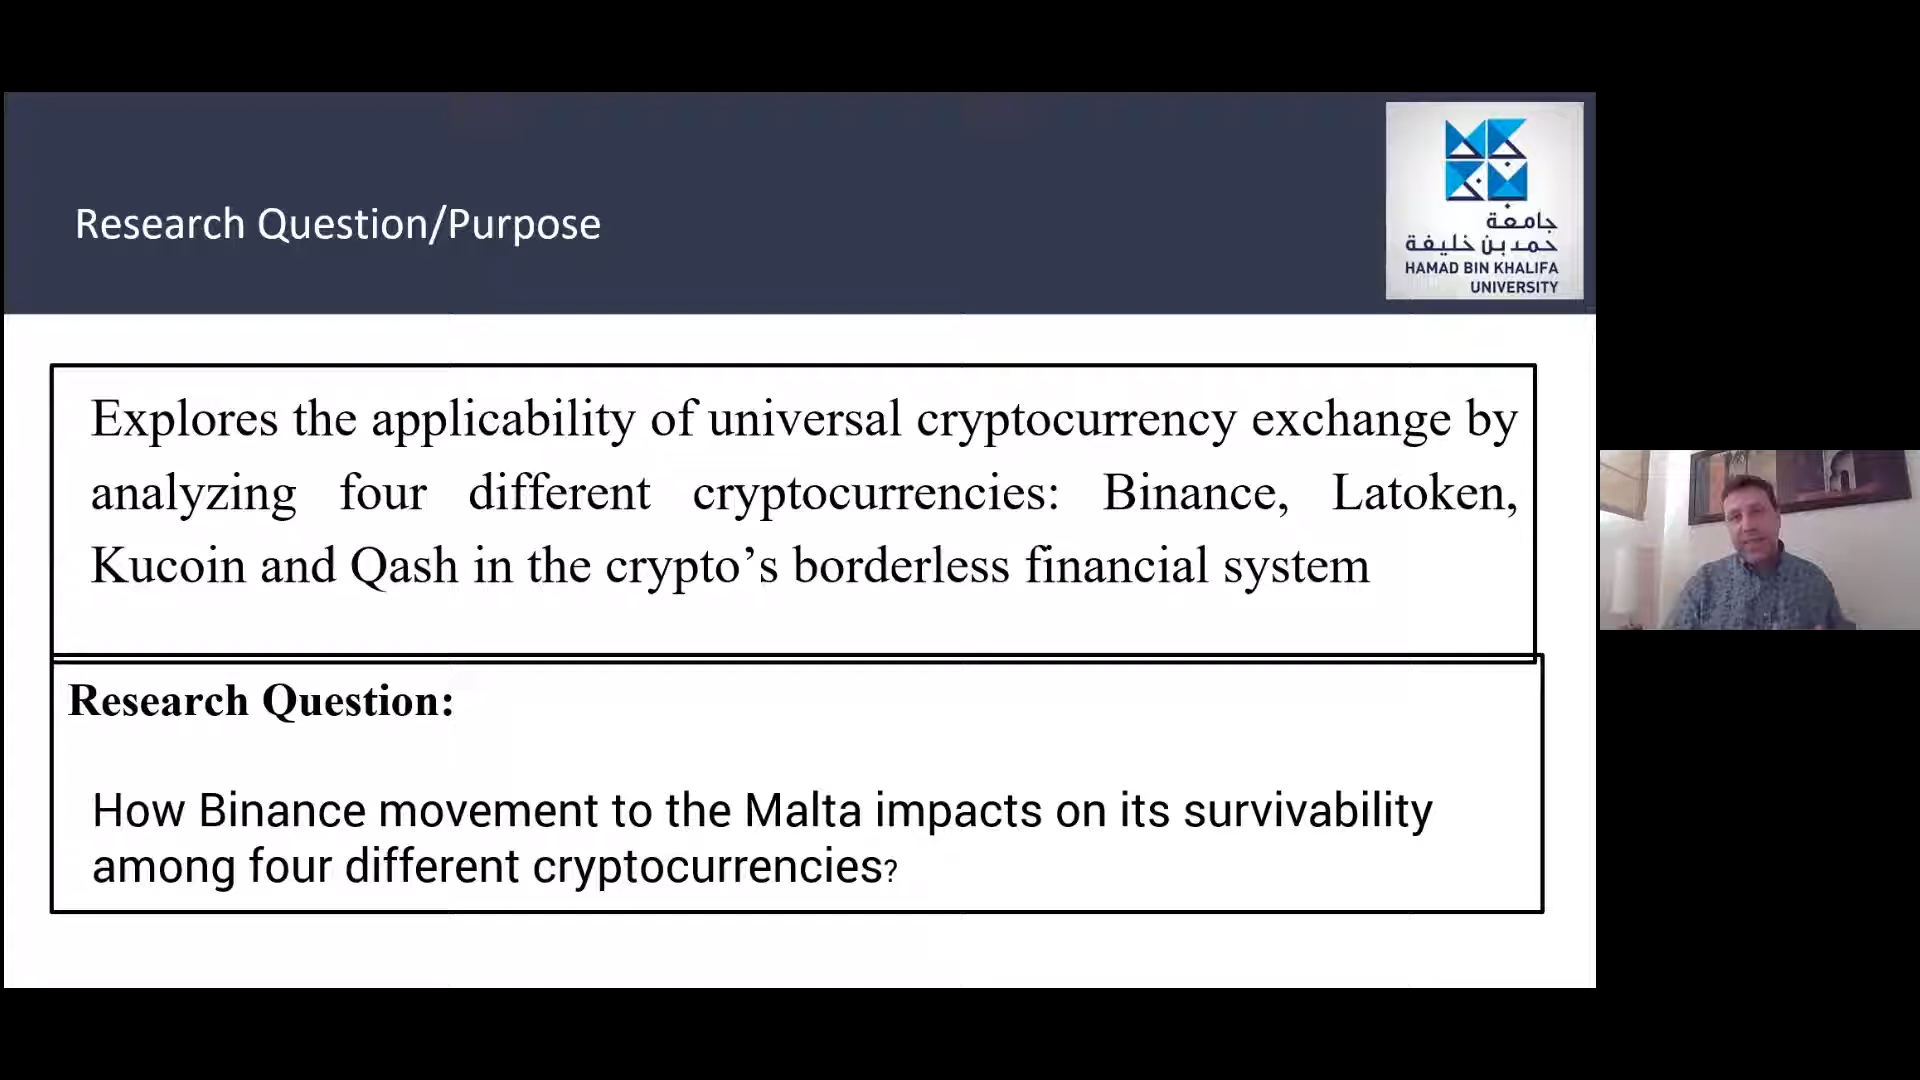 Research Question/Purpose
جامعة
حمد بن خليفة
HAMAD BIN KHALIFA
UNIVERSITY
Explores the applicability of universal cryptocurrency exchange by
analyzing four different cryptocurrencies: Binance, Latoken,
Kucoin and Qash in the crypto’s borderless financial system
Research Question:
How Binance movement to the Malta impacts on its survivability
among four different cryptocurrencies?